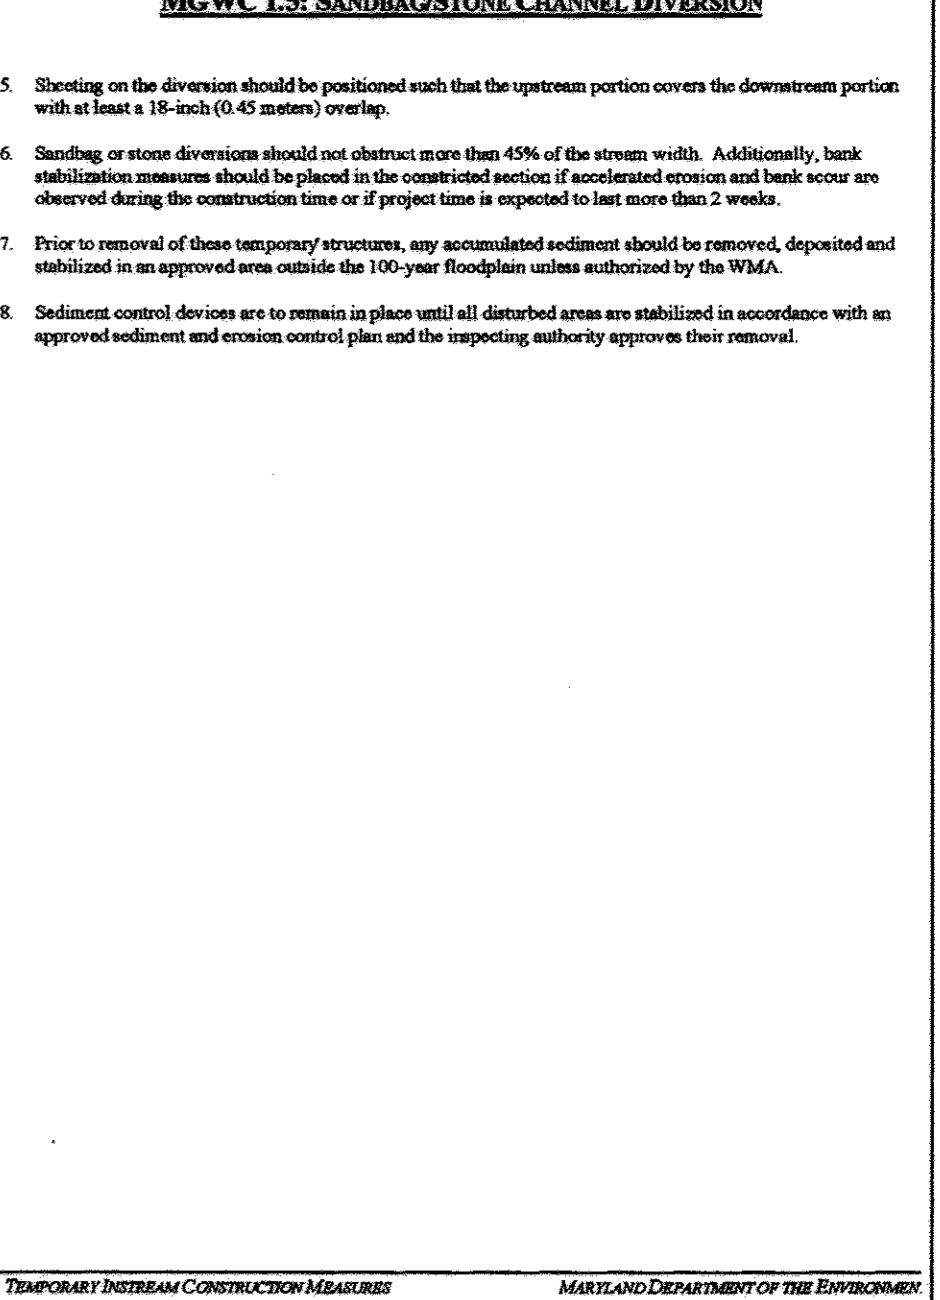 MGWC 1.5: SANDBAG/STONE CHANNEL DIVERSION
5. Sheeting on the diversion should be positioned such that the upstream portion covers the downstream portion
with at least a 18-inch (0.45 meters) overlap.
6. Sandbag or stone diversions should not obstruct more than 45% of the stream width. Additionally, bank
stabilization measures should be placed in the constricted section if accelerated erosion and bank scour are
observed during the construction time or if project time is expected to last more than 2 weeks.
7. Prior to removal of these temporary structures, any accumulated sediment should be removed, deposited and
stabilized in an approved area outside the 100-year floodplain unless authorized by the WMA.
8. Sediment control devices are to remain in place until all disturbed areas are stabilized in accordance with an
approved sediment and erosion control plan and the inspecting authority approves their removal.
TEMPORARY INSTREAM CONSTRUCTION MEASURES MARYLAND DEPARTMENT OF THE ENVIRONMEN